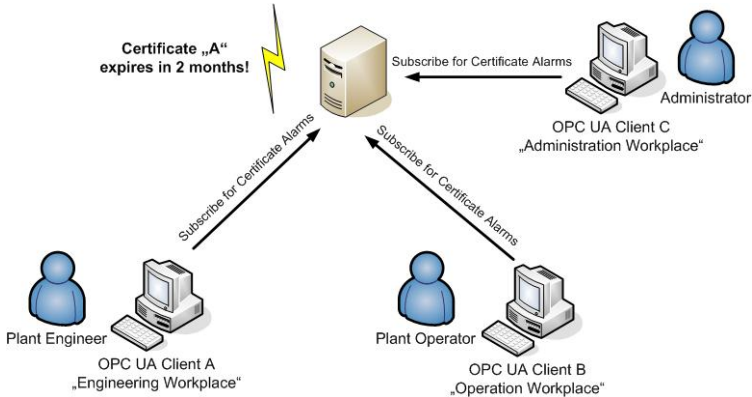 Certificate „A“
expires in 2 months!
Subscribe for Certificate Alarms
Administrator
OPC UA Client C
„Administration Workplace“
Subscribe for Certificate Alarms
Subscribe for Certificate Alarms
Plant Engineer
OPC UA Client A
„Engineering Workplace“
Plant Operator
OPC UA Client B
„Operation Workplace“